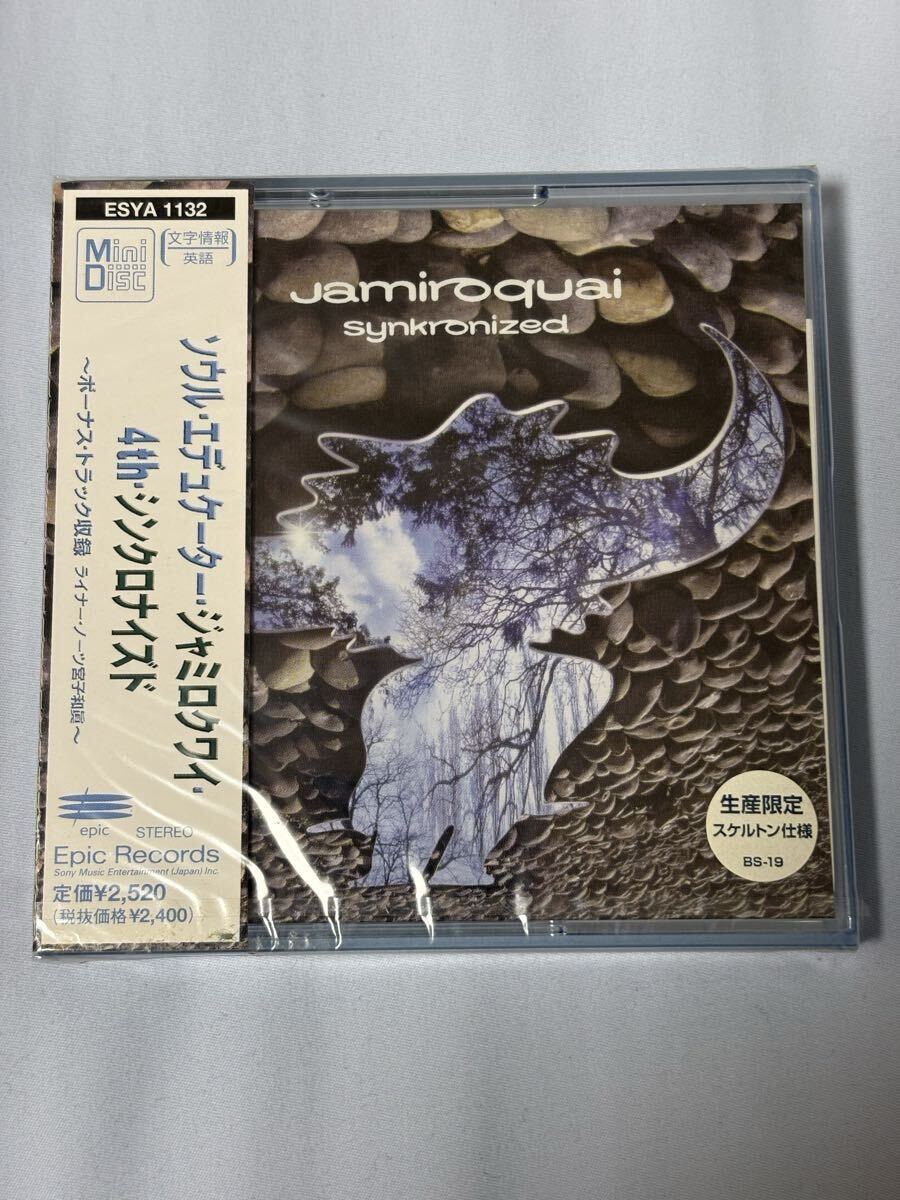 ESYA 1132
Mini Disc
文字情報
英語
ソウル・エデュケーター・ジャミロクワイ・
4th・シンクロナイズド
〜ボーナス・トラック収録 ライナー・ノーツ宮子和眞〜
epic
STEREO
Epic Records
Sony Music Entertainment (Japan) Inc.
定価¥2,520
(税抜価格¥2,400)
Jamiroquai
synkronized
生産限定
スケルトン仕様
BS-19